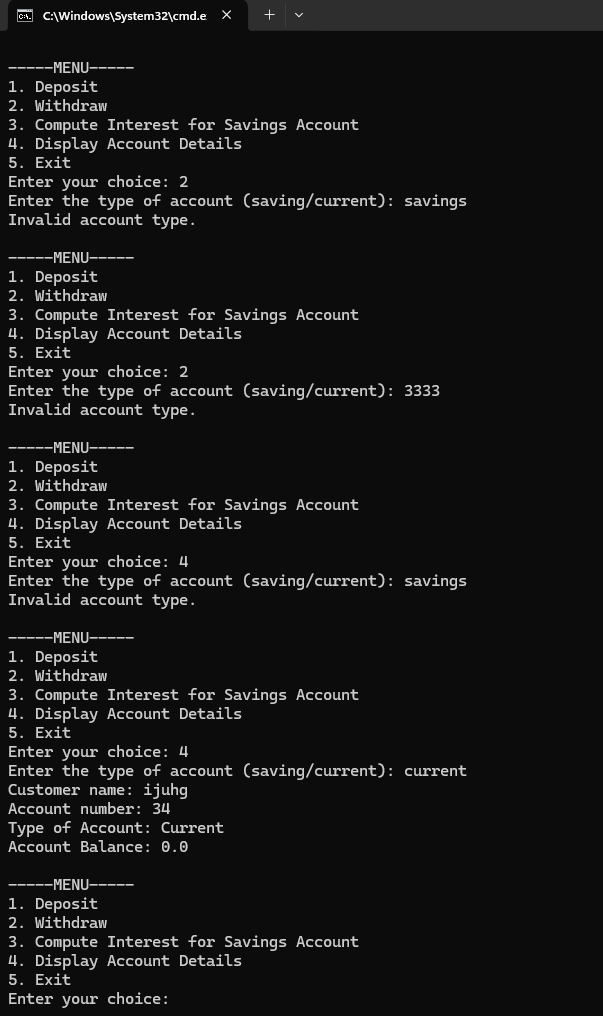 C:\Windows\System32\cmd.e
-----MENU-----
1. Deposit
2. Withdraw
3. Compute Interest for Savings Account
4. Display Account Details
5. Exit
Enter your choice: 2
Enter the type of account (saving/current): savings
Invalid account type.
-----MENU-----
1. Deposit
2. Withdraw
3. Compute Interest for Savings Account
4. Display Account Details
5. Exit
Enter your choice: 2
Enter the type of account (saving/current): 3333
Invalid account type.
-----MENU-----
1. Deposit
2. Withdraw
3. Compute Interest for Savings Account
4. Display Account Details
5. Exit
Enter your choice: 4
Enter the type of account (saving/current): savings
Invalid account type.
-----MENU-----
1. Deposit
2. Withdraw
3. Compute Interest for Savings Account
4. Display Account Details
5. Exit
Enter your choice: 4
Enter the type of account (saving/current): current
Customer name: ijuhg
Account number: 34
Type of Account: Current
Account Balance: 0.0
-----MENU-----
1. Deposit
2. Withdraw
3. Compute Interest for Savings Account
4. Display Account Details
5. Exit
Enter your choice: